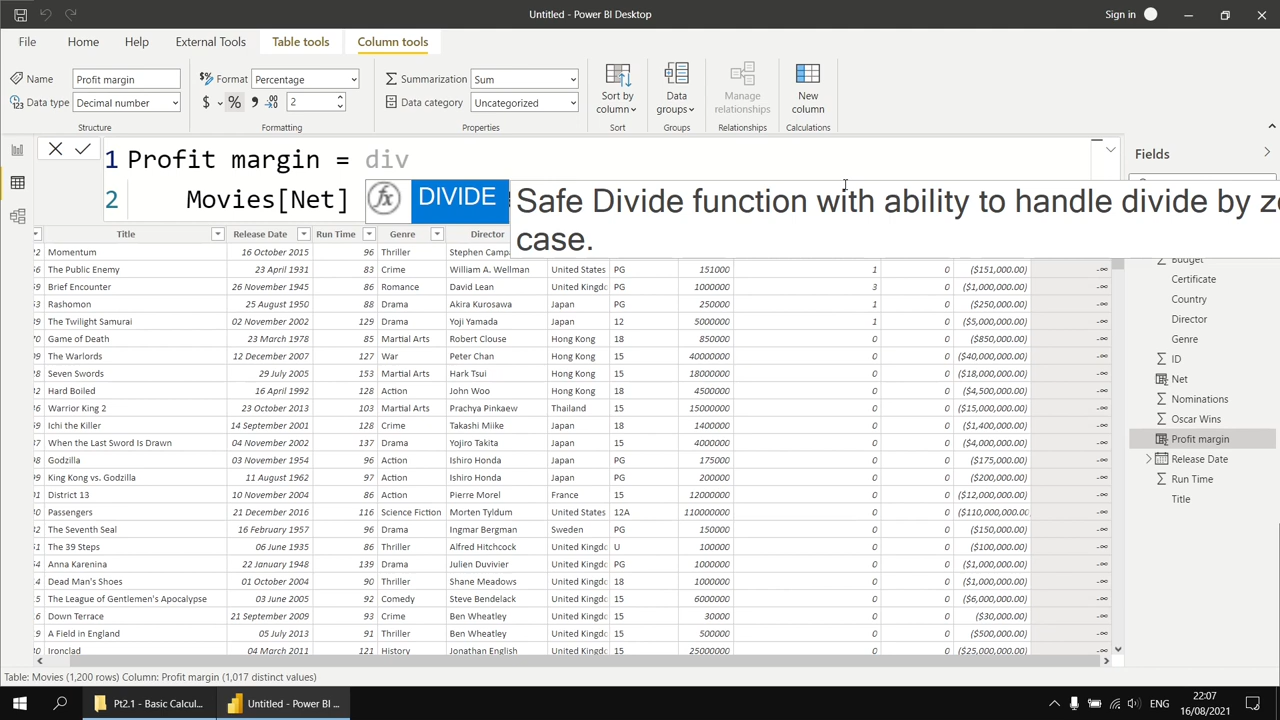 Untitled - Power BI Desktop
Sign in
File Home Help External Tools Table tools Column tools
Name Profit margin
Data type Decimal number
Structure
Format Percentage
$ % 2
Formatting
Summarization Sum
Data category Uncategorized
Properties
Sort by column
Sort
Data groups
Groups
Manage relationships
Relationships
New column
Calculations
1 Profit margin = div
2 Movies[Net]
fx DIVIDE
Safe Divide function with ability to handle divide by ze
case.
Fields
Title Release Date Run Time Genre Director
Momentum 16 October 2015 96 Thriller Stephen Campa
The Public Enemy 23 April 1931 83 Crime William A. Wellman United States PG 151000 1 0 ($151,000.00) -∞
Brief Encounter 26 November 1945 86 Romance David Lean United Kingdo PG 1000000 3 0 ($1,000,000.00) -∞
Rashomon 25 August 1950 88 Drama Akira Kurosawa Japan PG 250000 1 0 ($250,000.00) -∞
The Twilight Samurai 02 November 2002 129 Drama Yoji Yamada Japan 12 5000000 1 0 ($5,000,000.00) -∞
Game of Death 23 March 1978 85 Martial Arts Robert Clouse Hong Kong 18 850000 0 0 ($850,000.00) -∞
The Warlords 12 December 2007 127 War Peter Chan Hong Kong 15 40000000 0 0 ($40,000,000.00) -∞
Seven Swords 29 July 2005 153 Martial Arts Hark Tsui Hong Kong 15 18000000 0 0 ($18,000,000.00) -∞
Hard Boiled 16 April 1992 128 Action John Woo Hong Kong 18 4500000 0 0 ($4,500,000.00) -∞
Warrior King 2 23 October 2013 103 Martial Arts Prachya Pinkaew Thailand 15 15000000 0 0 ($15,000,000.00) -∞
Ichi the Killer 14 September 2001 128 Crime Takashi Miike Japan 18 1400000 0 0 ($1,400,000.00) -∞
When the Last Sword Is Drawn 04 November 2002 137 Drama Yojiro Takita Japan 15 4000000 0 0 ($4,000,000.00) -∞
Godzilla 03 November 1954 96 Action Ishiro Honda Japan PG 175000 0 0 ($175,000.00) -∞
King Kong vs. Godzilla 11 August 1962 97 Action Ishiro Honda Japan PG 200000 0 0 ($200,000.00) -∞
District 13 10 November 2004 86 Action Pierre Morel France 15 12000000 0 0 ($12,000,000.00) -∞
Passengers 21 December 2016 116 Science Fiction Morten Tyldum United States 12A 110000000 0 0 ($110,000,000.00) -∞
The Seventh Seal 16 February 1957 96 Drama Ingmar Bergman Sweden PG 150000 0 0 ($150,000.00) -∞
The 39 Steps 06 June 1935 86 Thriller Alfred Hitchcock United Kingdo U 100000 0 0 ($100,000.00) -∞
Anna Karenina 22 January 1948 139 Drama Julien Duvivier United Kingdo PG 1000000 0 0 ($1,000,000.00) -∞
Dead Man's Shoes 01 October 2004 90 Thriller Shane Meadows United Kingdo 18 1000000 0 0 ($1,000,000.00) -∞
The League of Gentlemen's Apocalypse 03 June 2005 92 Comedy Steve Bendelack United Kingdo 15 6000000 0 0 ($6,000,000.00) -∞
Down Terrace 21 September 2009 93 Crime Ben Wheatley United Kingdo 15 30000 0 0 ($30,000.00) -∞
A Field in England 05 July 2013 91 Thriller Ben Wheatley United Kingdo 15 500000 0 0 ($500,000.00) -∞
Ironclad 04 March 2011 121 History Jonathan English United Kingdo 15 25000000 0 0 ($25,000,000.00) -∞
Budget
Certificate
Country
Director
Genre
ID
Net
Nominations
Oscar Wins
Profit margin
Release Date
Run Time
Title
Table: Movies (1,200 rows) Column: Profit margin (1,017 distinct values)
Pt2.1 - Basic Calcul... Untitled - Power BI ... ENG 22:07
16/08/2021